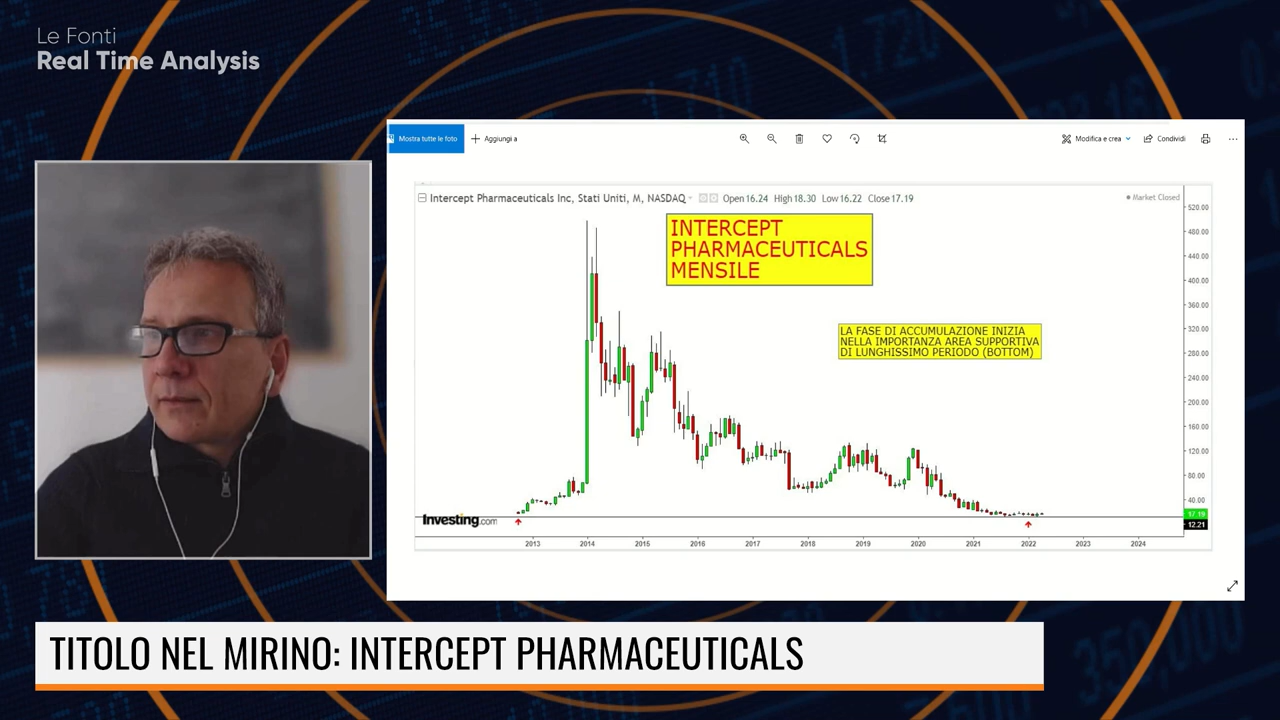 Le Fonti
Real Time Analysis
Mostra tutte le foto
Aggiungi a
Modifica e crea
Condividi
Intercept Pharmaceuticals Inc, Stati Uniti, M, NASDAQ Open 16.24 High 18.30 Low 16.22 Close 17.19
Market Closed
INTERCEPT
PHARMACEUTICALS
MENSILE
LA FASE DI ACCUMULAZIONE INIZIA
NELLA IMPORTANZA AREA SUPPORTIVA
DI LUNGHISSIMO PERIODO (BOTTOM)
520.00
480.00
440.00
400.00
360.00
320.00
280.00
240.00
200.00
160.00
120.00
80.00
40.00
17.19
12.21
Investing.com
2013 2014 2015 2016 2017 2018 2019 2020 2021 2022 2023 2024
TITOLO NEL MIRINO: INTERCEPT PHARMACEUTICALS